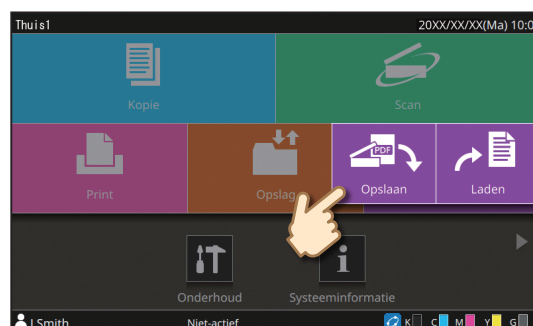 Thuis1 20XX/XX/XX(Ma) 10:0
Kopie Scan
PDF
Print Opslag Opslaan Laden
Onderhoud Systeeminformatie
J.Smith Niet-actief K C M Y G